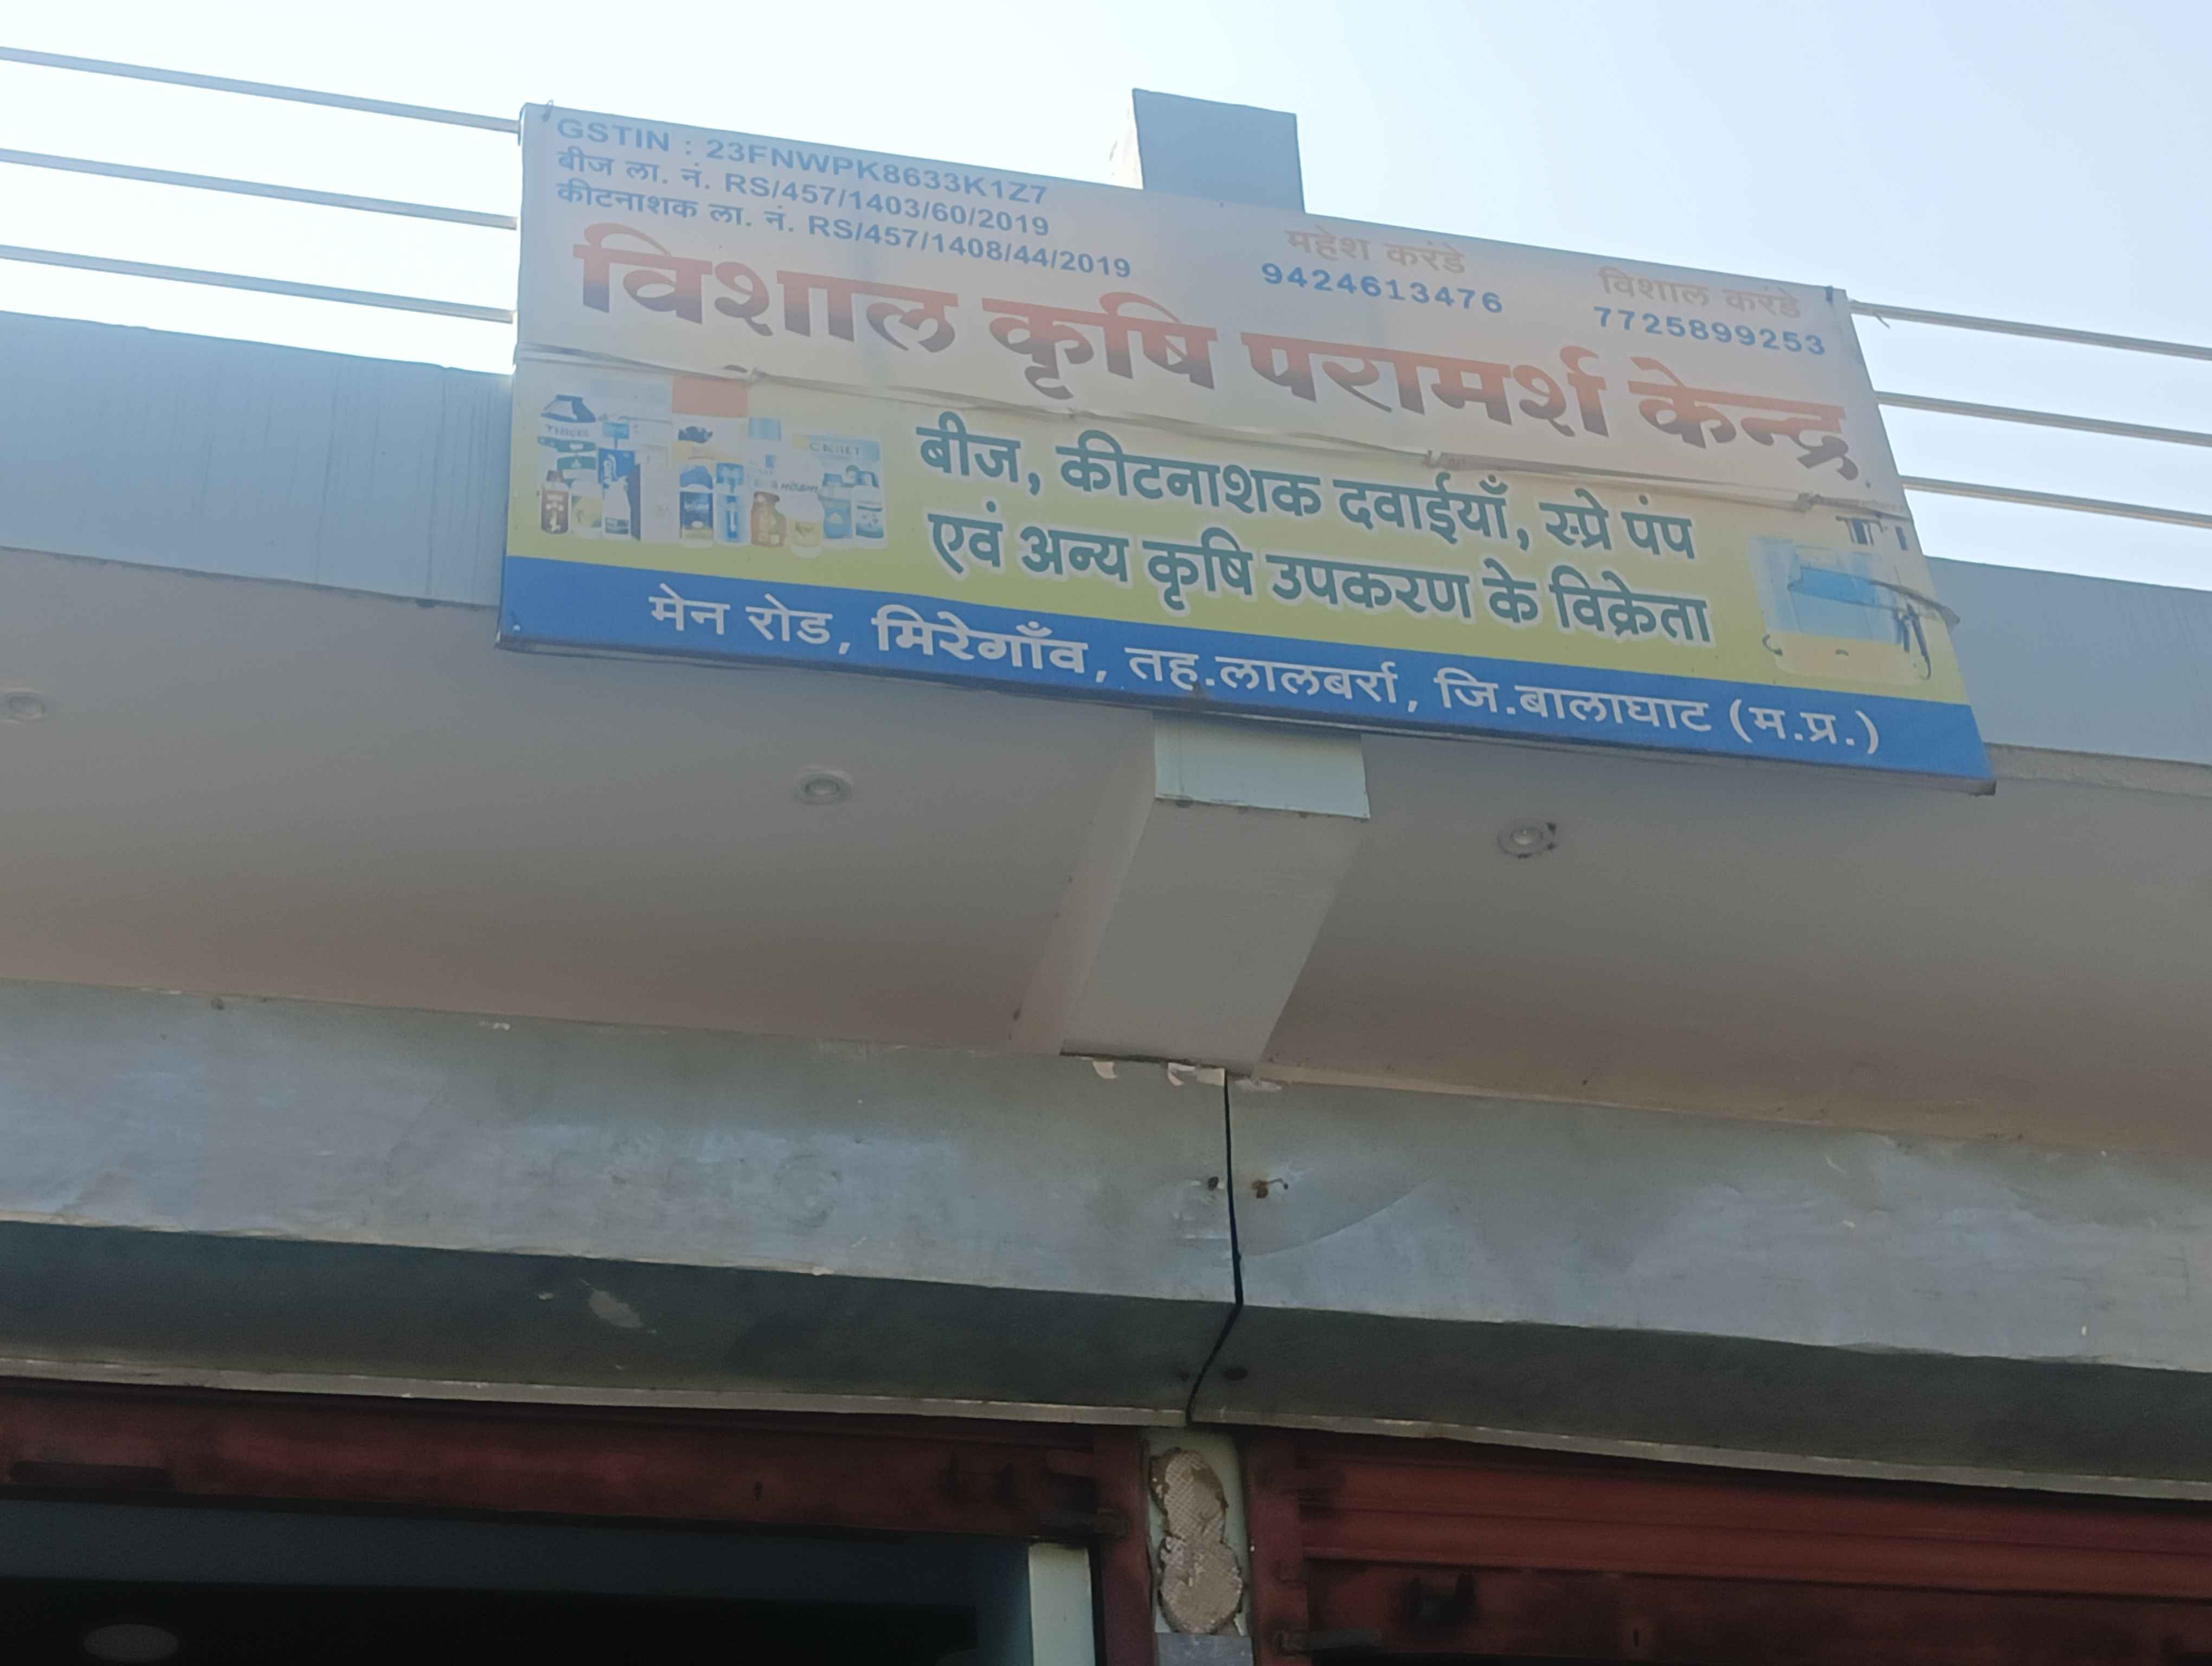 GSTIN : 23FNWPK8633K1Z7
बीज ला. नं. RS/457/1403/60/2019
कीटनाशक ला. नं. RS/457/1408/44/2019
महेश करंडे
9424613476
विशाल करंडे
7725899253
विशाल कृषि परामर्श केन्द्र
बीज, कीटनाशक दवाईयाँ, स्प्रे पंप
एवं अन्य कृषि उपकरण के विक्रेता
मेन रोड, मिरेगाँव, तह.लालबर्रा, जि.बालाघाट (म.प्र.)